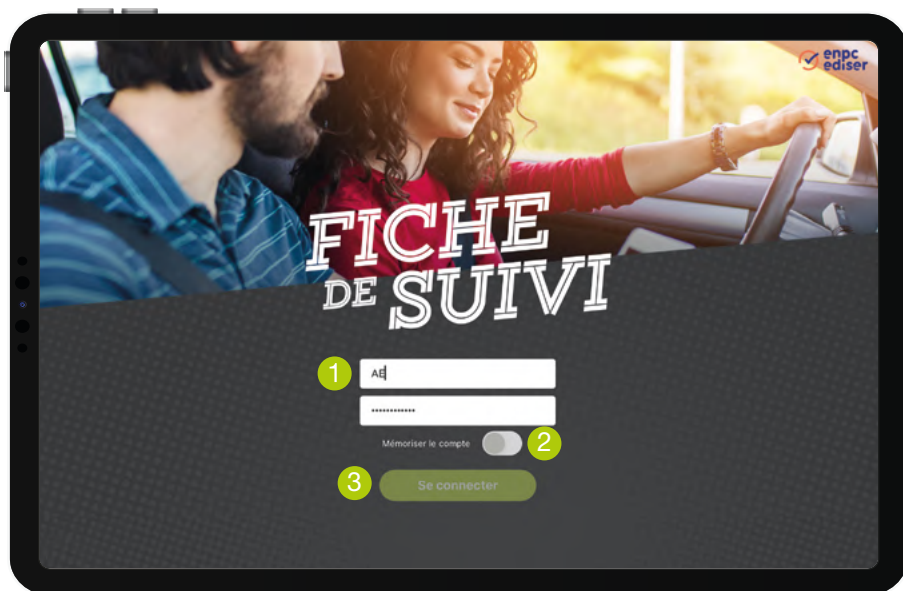 enpc
ediser
FICHE
DE SUIVI
1
AE
••••••••••••
Mémoriser le compte
2
3
Se connecter